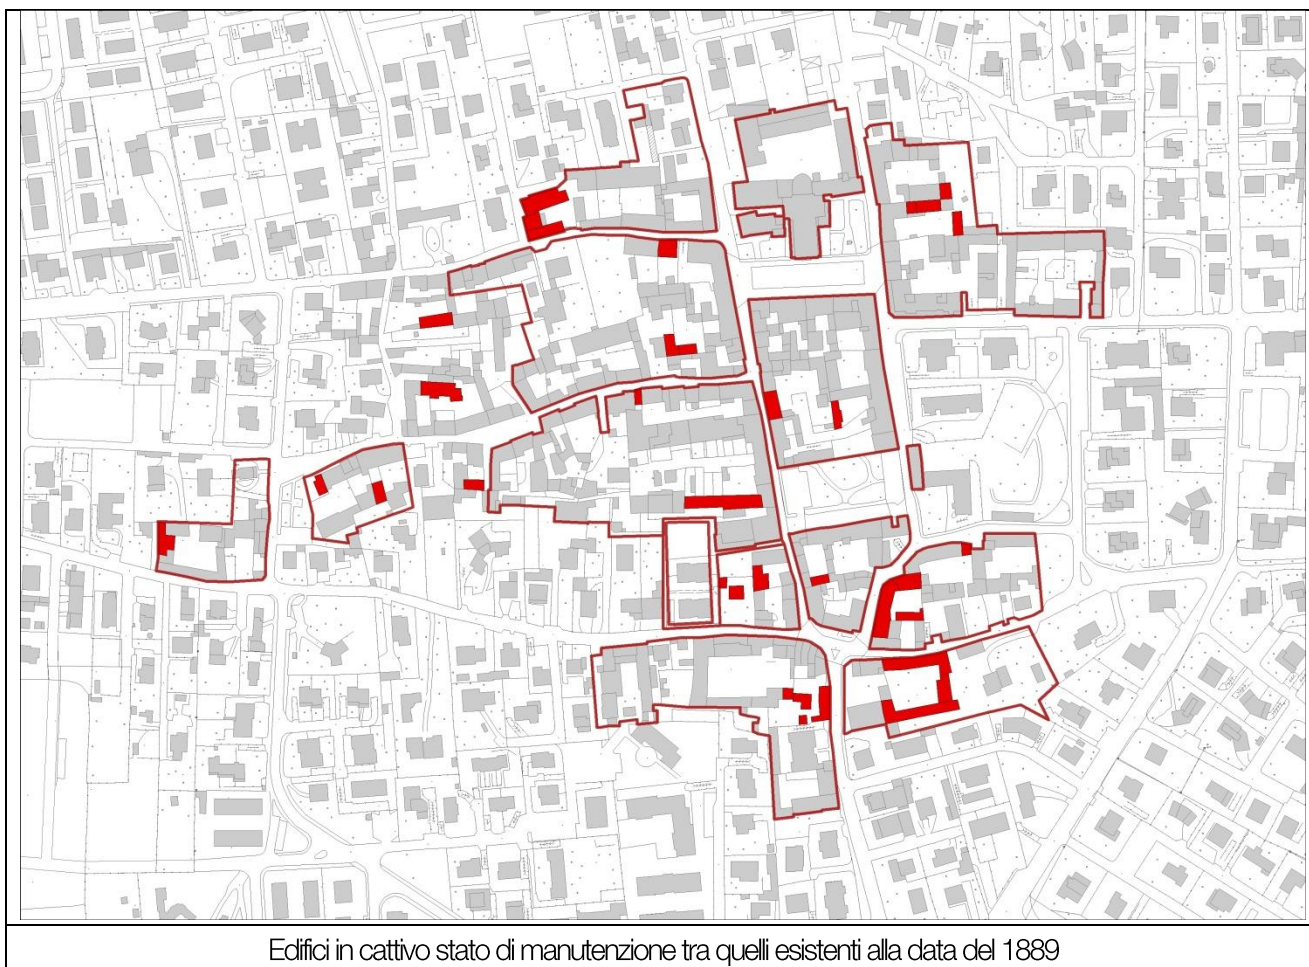 Edifici in cattivo stato di manutenzione tra quelli esistenti alla data del 1889